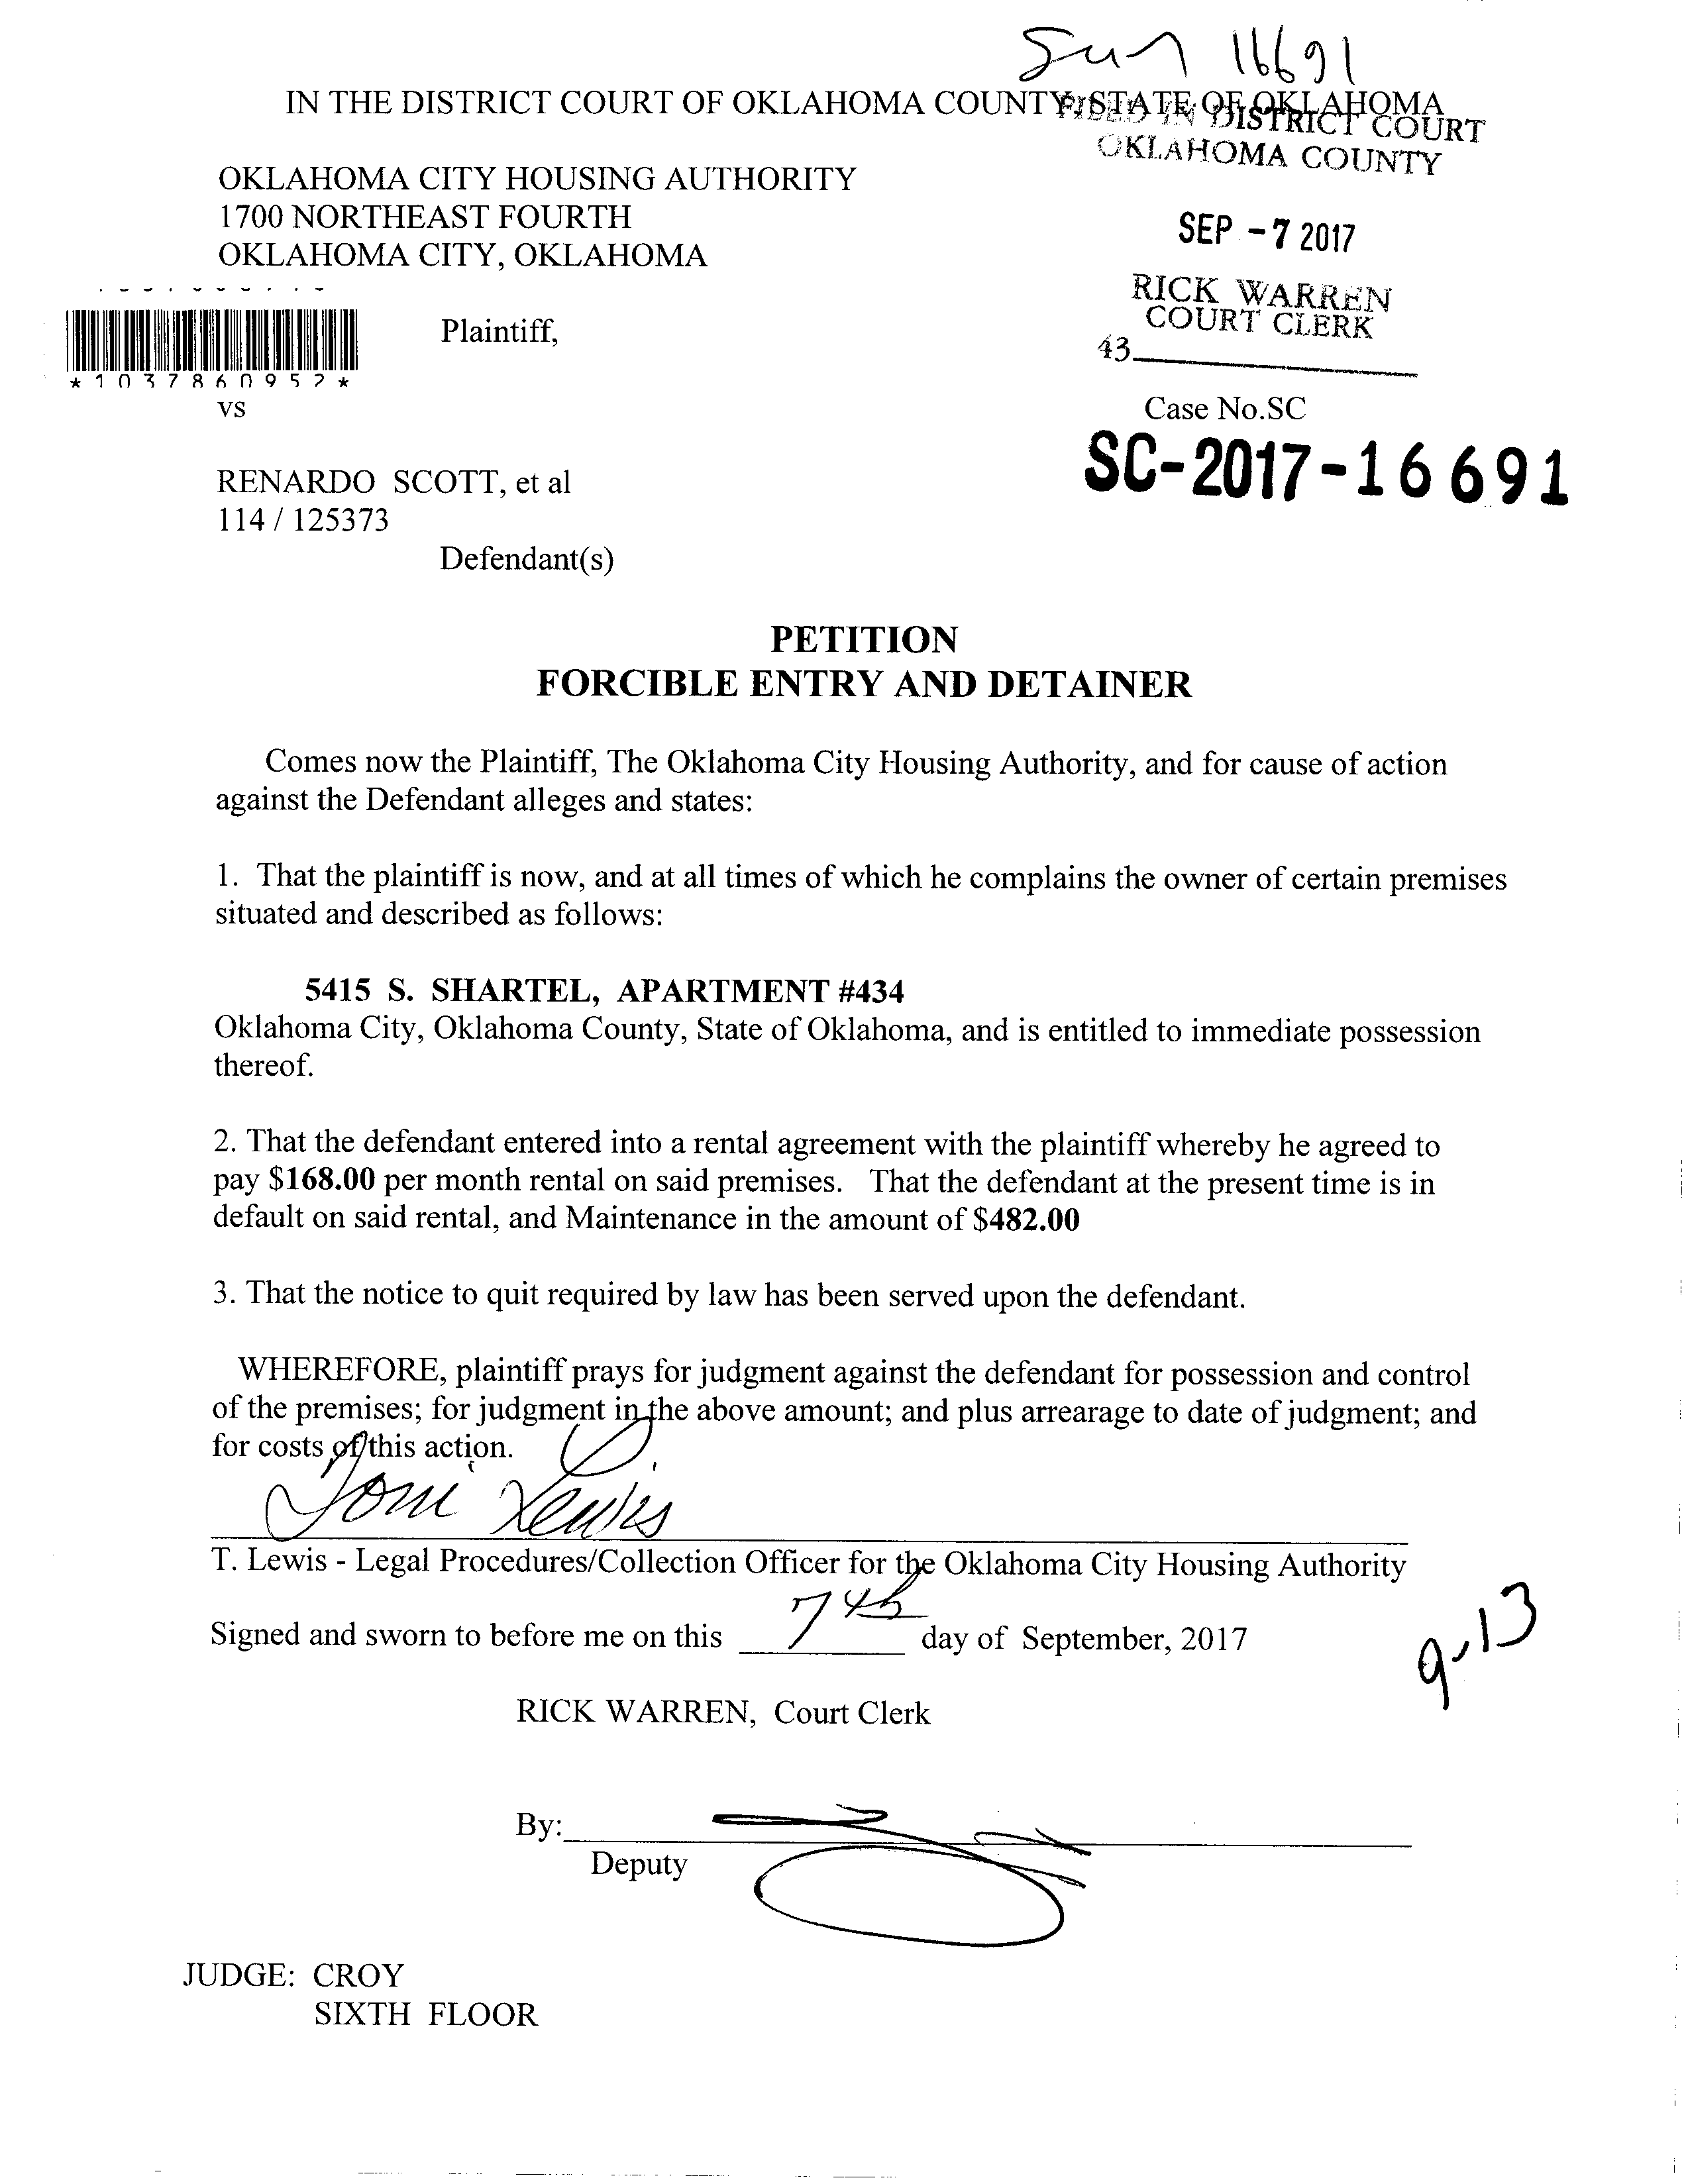 Sun 16691
IN THE DISTRICT COURT OF OKLAHOMA COUNTY, STATE OF OKLAHOMA
FILED IN DISTRICT COURT
OKLAHOMA COUNTY
OKLAHOMA CITY HOUSING AUTHORITY
1700 NORTHEAST FOURTH
OKLAHOMA CITY, OKLAHOMA
SEP -7 2017
RICK WARREN
COURT CLERK
43
*1037860952*
Plaintiff,
vs
Case No.SC
SC-2017-16691
RENARDO SCOTT, et al
114 / 125373
Defendant(s)
PETITION
FORCIBLE ENTRY AND DETAINER
Comes now the Plaintiff, The Oklahoma City Housing Authority, and for cause of action
against the Defendant alleges and states:
1. That the plaintiff is now, and at all times of which he complains the owner of certain premises
situated and described as follows:
5415 S. SHARTEL, APARTMENT #434
Oklahoma City, Oklahoma County, State of Oklahoma, and is entitled to immediate possession
thereof.
2. That the defendant entered into a rental agreement with the plaintiff whereby he agreed to
pay $168.00 per month rental on said premises. That the defendant at the present time is in
default on said rental, and Maintenance in the amount of $482.00
3. That the notice to quit required by law has been served upon the defendant.
WHEREFORE, plaintiff prays for judgment against the defendant for possession and control
of the premises; for judgment in the above amount; and plus arrearage to date of judgment; and
for costs of this action.
Toni Lewis
T. Lewis - Legal Procedures/Collection Officer for the Oklahoma City Housing Authority
Signed and sworn to before me on this 7th day of September, 2017
9-13
RICK WARREN, Court Clerk
By:
Deputy
JUDGE: CROY
SIXTH FLOOR